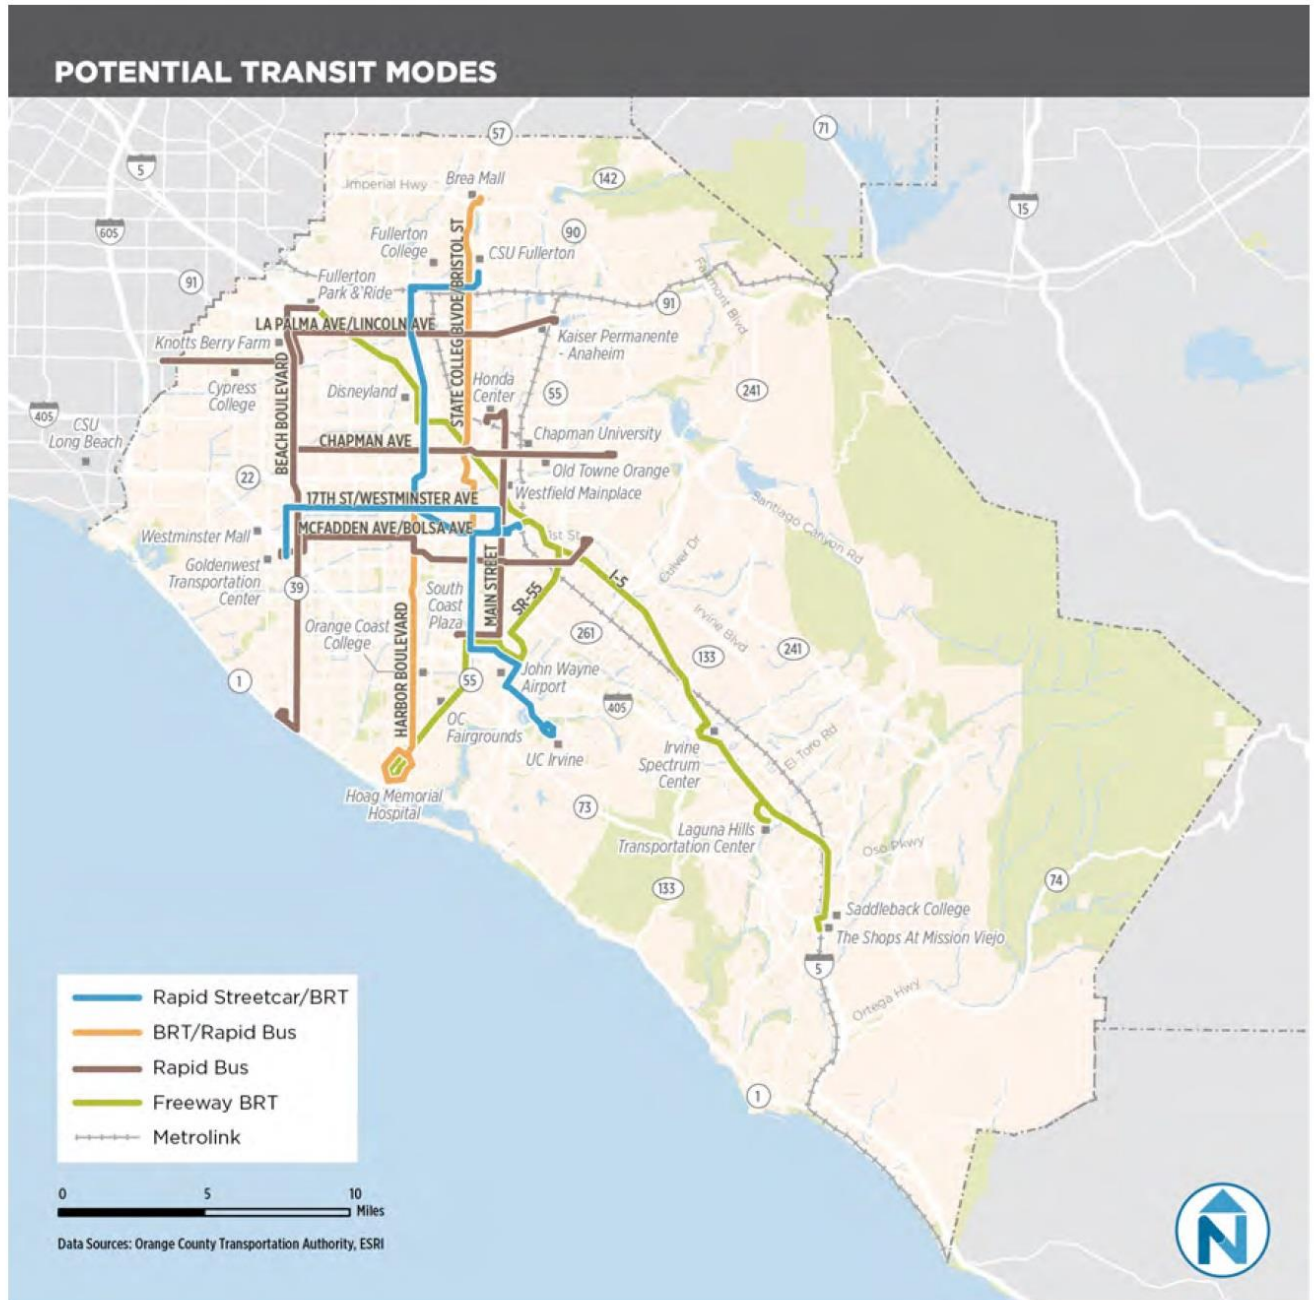 POTENTIAL TRANSIT MODES
57
71
5
142
Brea Mall
Imperial Hwy
15
605
Fullerton
College
90
CSU Fullerton
STATE COLLEG BLVDE/BRISTOL ST
Fairmont Blvd
91
Fullerton
Park & Ride
91
LA PALMA AVE/LINCOLN AVE
Knotts Berry Farm
Kaiser Permanente
- Anaheim
Cypress
College
BEACH BOULEVARD
Disneyland
Honda
Center
55
241
405
CSU
Long Beach
CHAPMAN AVE
Chapman University
Old Towne Orange
22
17TH ST/WESTMINSTER AVE
Westfield Mainplace
Santiago Canyon Rd
MCFADDEN AVE/BOLSA AVE
Westminster Mall
1st St
Culver Dr
Goldenwest
Transportation
Center
39
South
Coast
Plaza
MAIN STREET
SR-55
I-5
HARBOR BOULEVARD
Orange Coast
College
261
Irvine Blvd
133
241
1
55
John Wayne
Airport
405
OC
Fairgrounds
UC Irvine
Irvine
Spectrum
Center
El Toro Rd
Hoag Memorial
Hospital
73
Laguna Hills
Transportation Center
Oso Pkwy
133
74
Saddleback College
The Shops At Mission Viejo
5
Ortega Hwy
1
Rapid Streetcar/BRT
BRT/Rapid Bus
Rapid Bus
Freeway BRT
Metrolink
0 5 10
Miles
Data Sources: Orange County Transportation Authority, ESRI
N